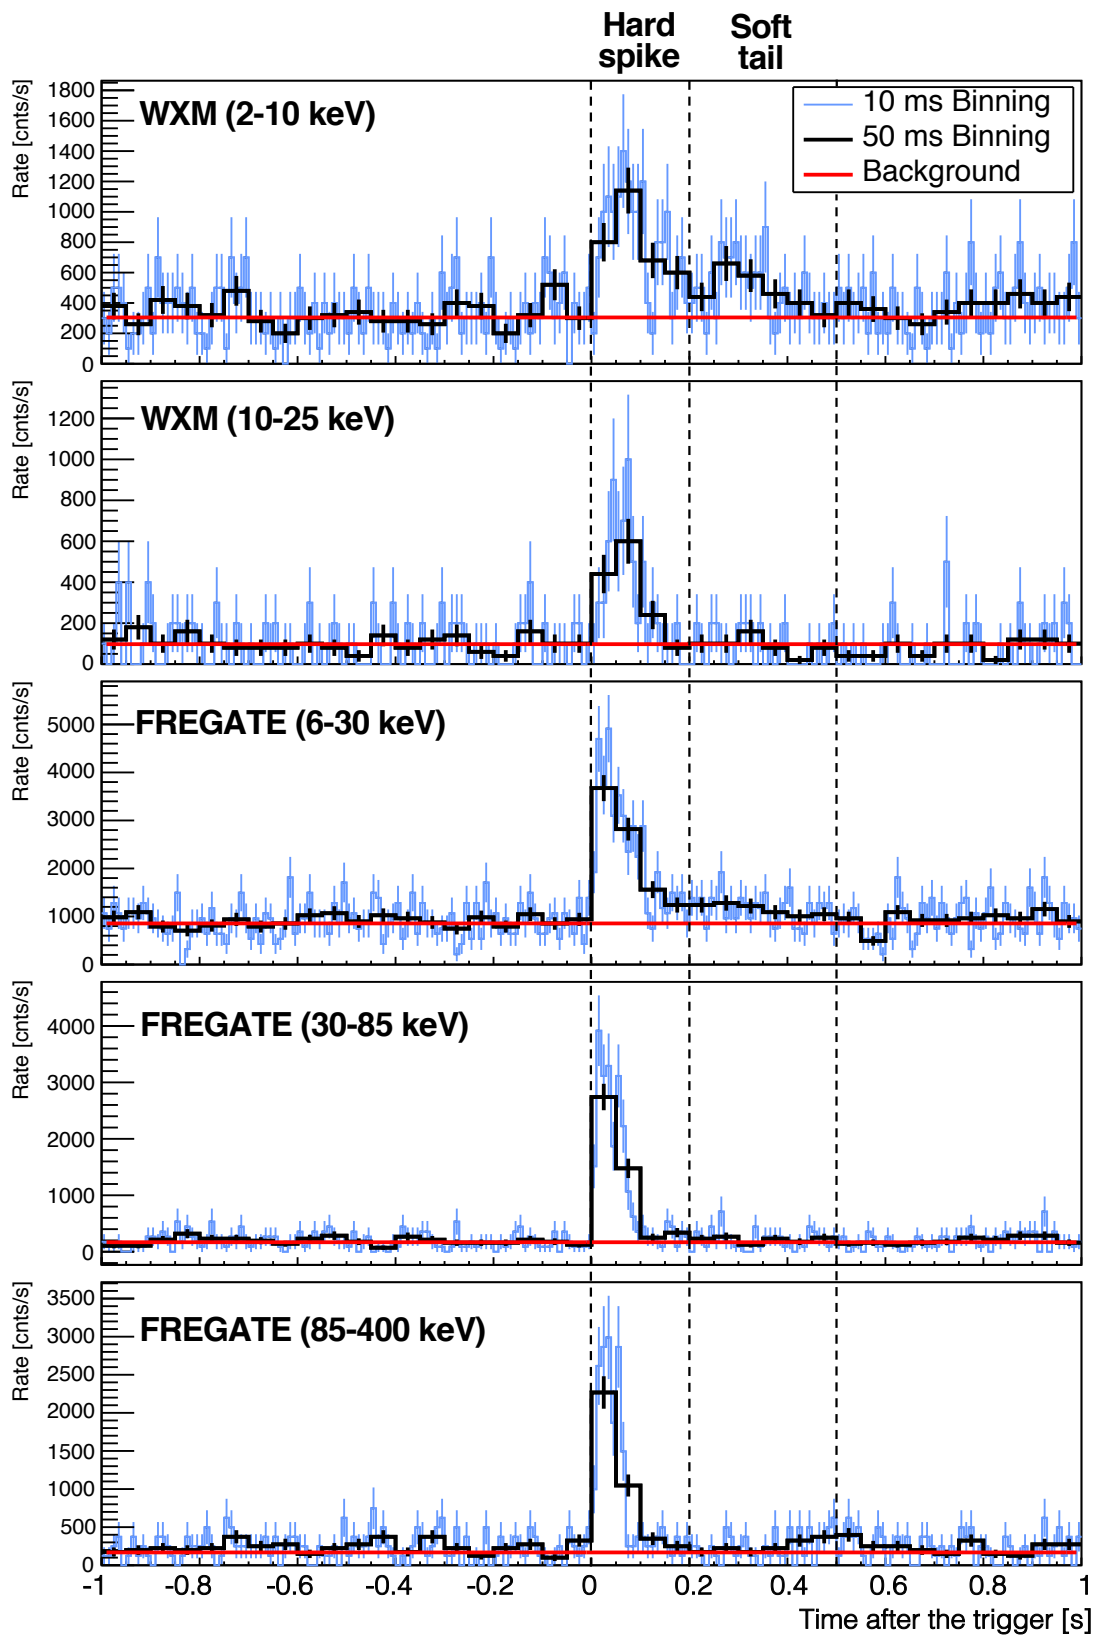 Hard spike
Soft tail
Rate [cnts/s]
WXM (2-10 keV)
10 ms Binning
50 ms Binning
Background
1800
1600
1400
1200
1000
800
600
400
200
0
Rate [cnts/s]
WXM (10-25 keV)
1200
1000
800
600
400
200
0
Rate [cnts/s]
FREGATE (6-30 keV)
5000
4000
3000
2000
1000
0
Rate [cnts/s]
FREGATE (30-85 keV)
4000
3000
2000
1000
0
Rate [cnts/s]
FREGATE (85-400 keV)
3500
3000
2500
2000
1500
1000
500
0
-1 -0.8 -0.6 -0.4 -0.2 0 0.2 0.4 0.6 0.8 1
Time after the trigger [s]